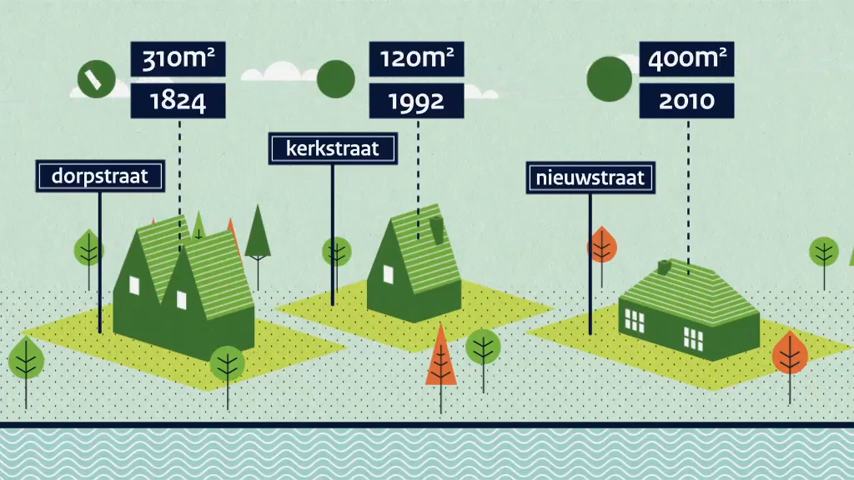 310m²
1824
120m²
1992
400m²
2010
dorpstraat
kerkstraat
nieuwstraat